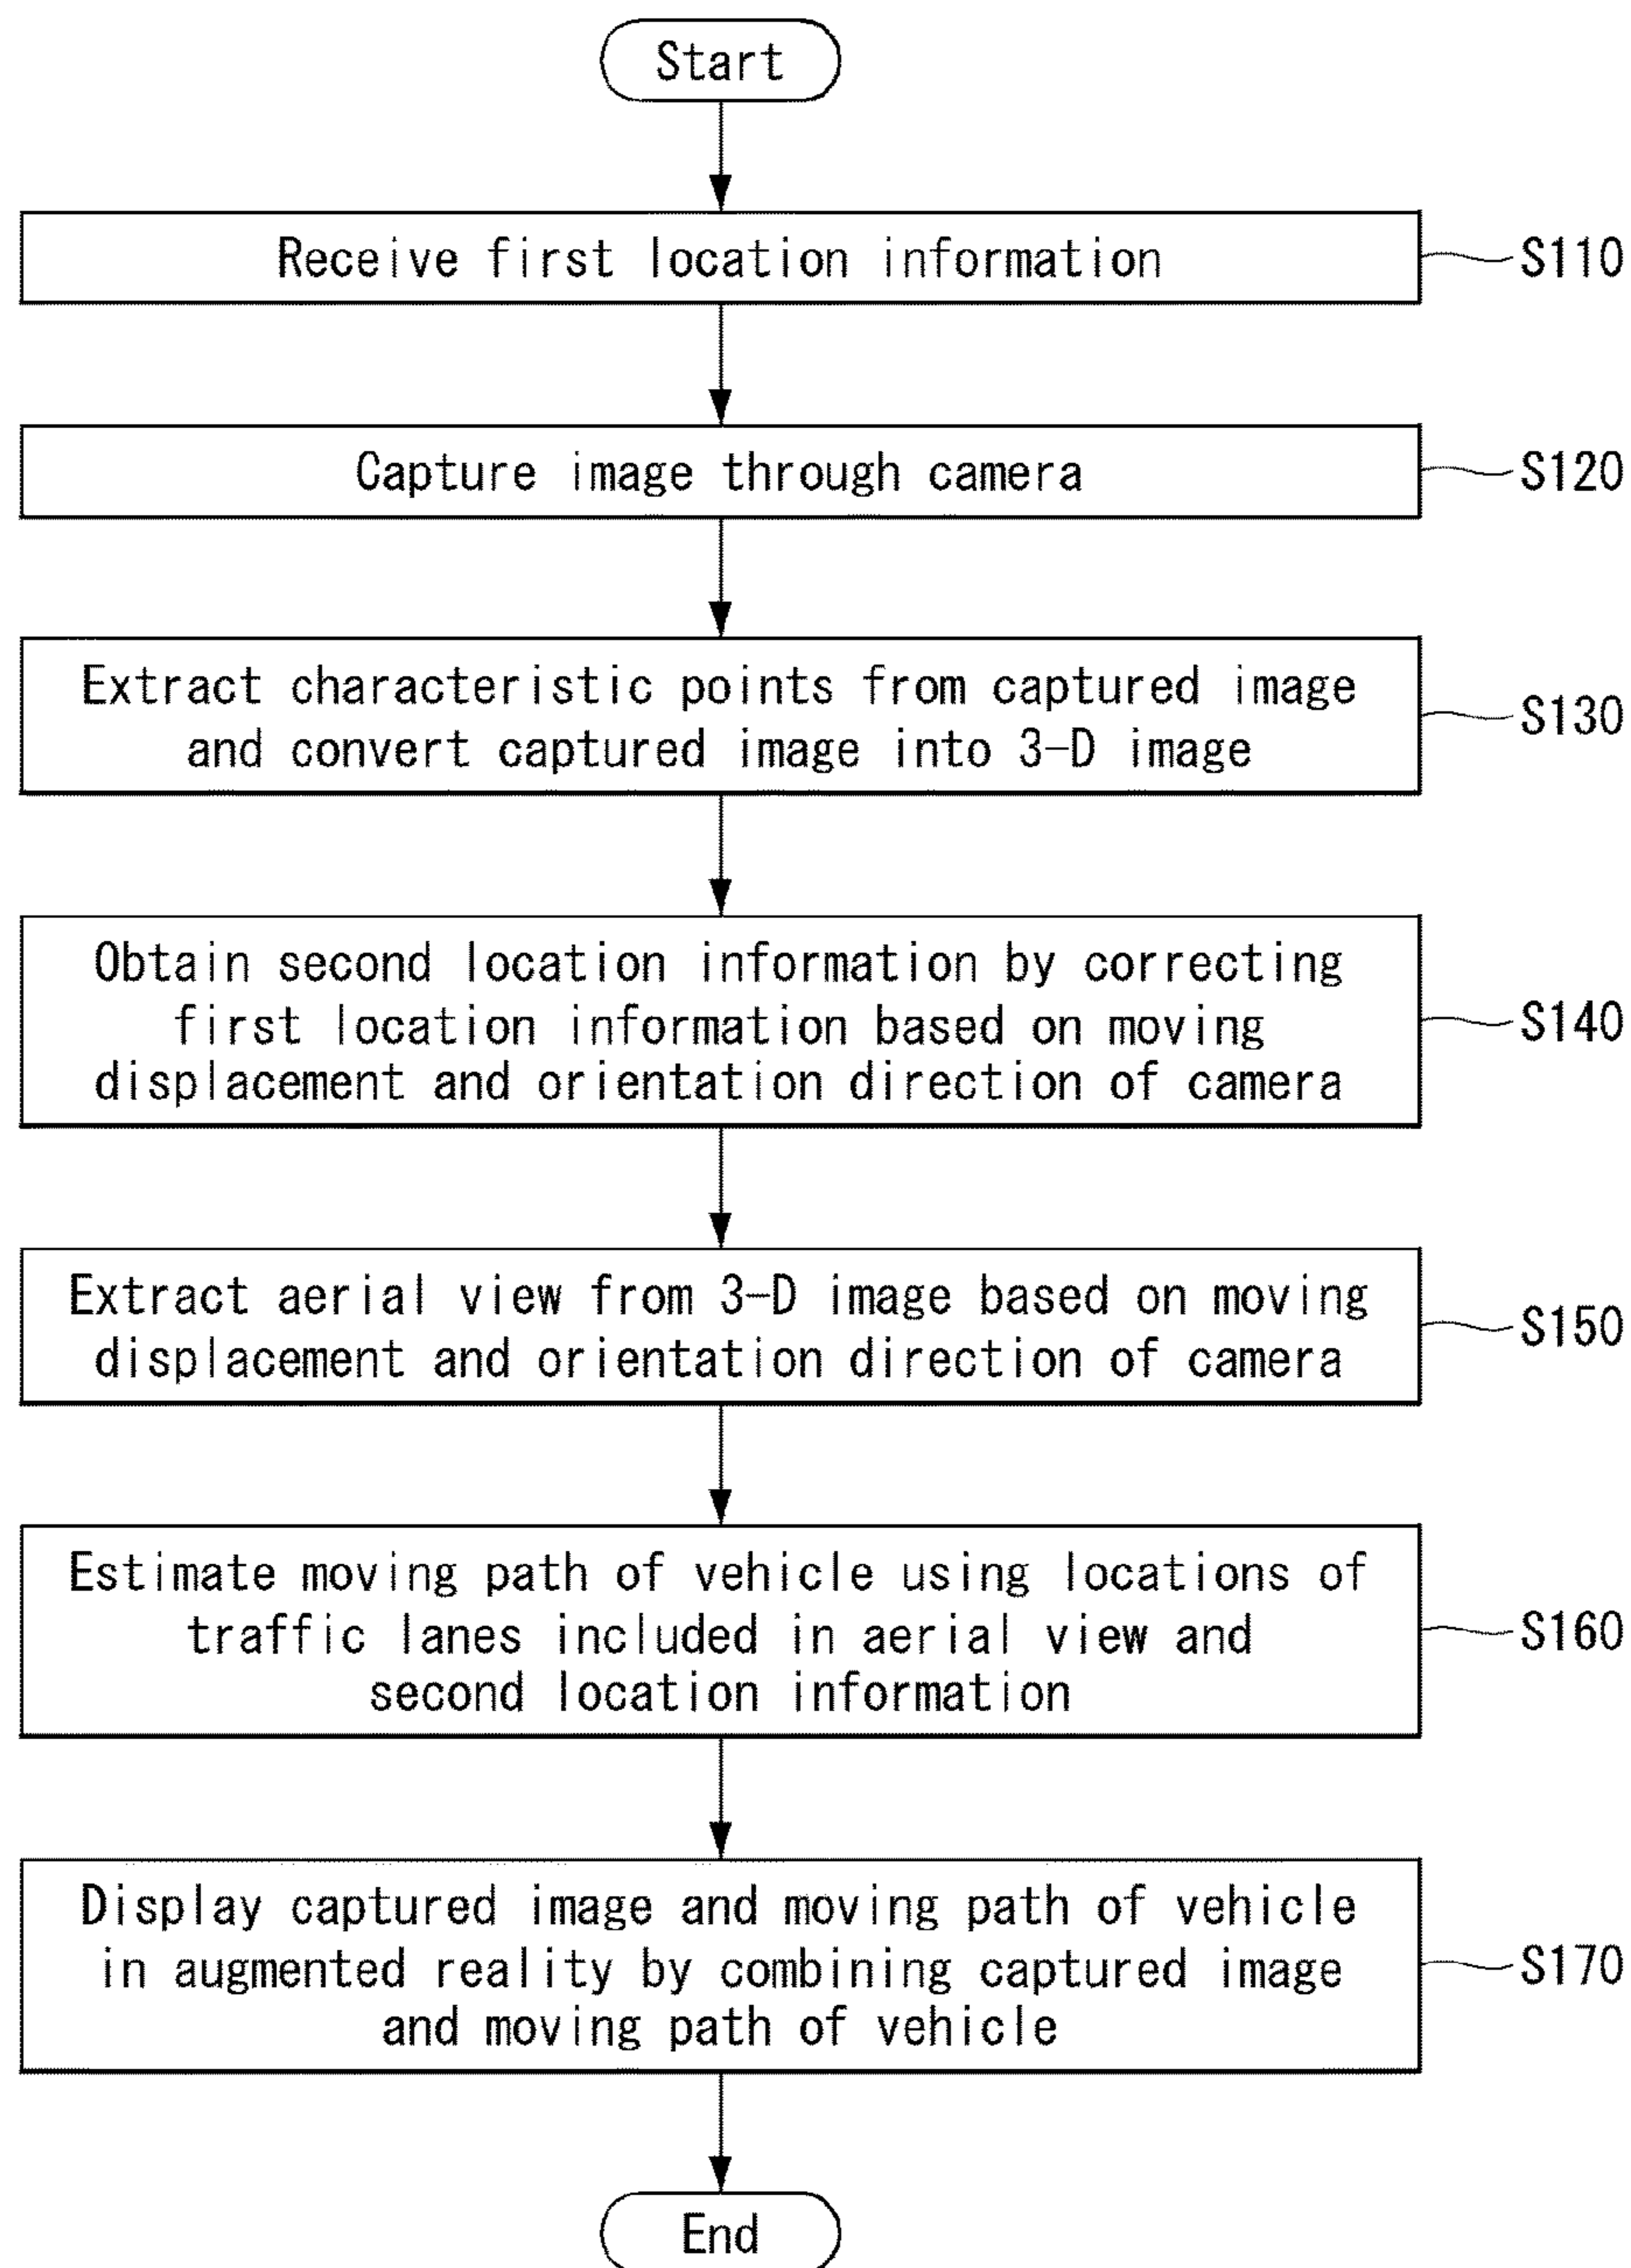 Start
Receive first location information
S110
Capture image through camera
S120
Extract characteristic points from captured image
and convert captured image into 3-D image
S130
Obtain second location information by correcting
first location information based on moving
displacement and orientation direction of camera
S140
Extract aerial view from 3-D image based on moving
displacement and orientation direction of camera
S150
Estimate moving path of vehicle using locations of
traffic lanes included in aerial view and
second location information
S160
Display captured image and moving path of vehicle
in augmented reality by combining captured image
and moving path of vehicle
S170
End